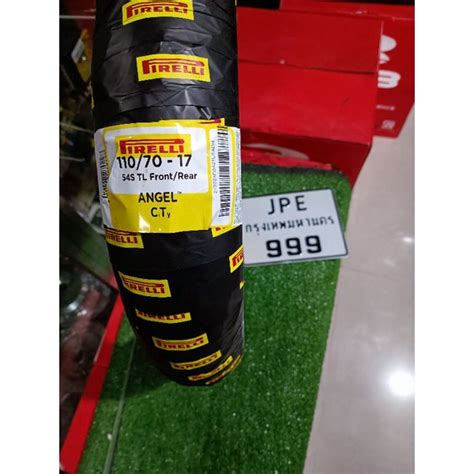 PIRELLI
PIRELLI
PIRELLI
110/70 - 17
54S TL Front/Rear
ANGEL™
CTy
PIRELLI
PIRELLI
PIRELLI
PIRELLI
JPE
กรุงเทพมหานคร
999